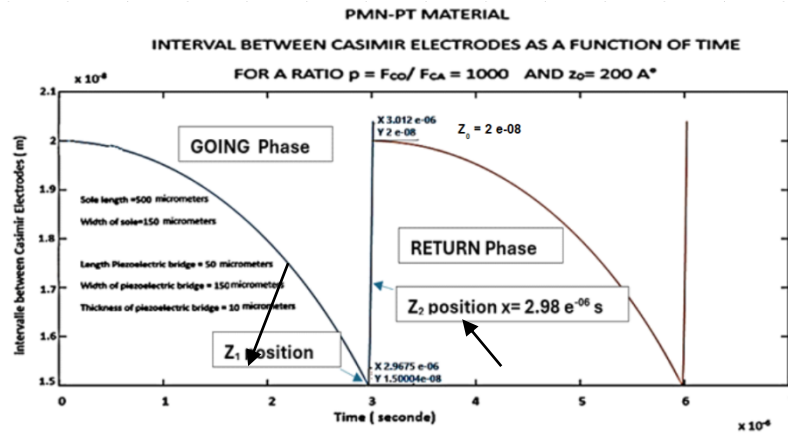 PMN-PT MATERIAL
INTERVAL BETWEEN CASIMIR ELECTRODES AS A FUNCTION OF TIME
FOR A RATIO p = FCO/ FCA = 1000 AND zO= 200 A°
x 10⁻⁸
2.1
2
1.9
1.8
1.7
1.6
1.5
Intervalle between Casimir Electrodes ( m)
X 3.012 e-06
Y 2 e-08
Z₀ = 2 e-08
GOING Phase
Sole length =500 micrometers
Width of sole=150 micrometers
RETURN Phase
Length Piezoelectric bridge = 50 micrometers
Width of piezoelectric bridge = 150 micrometers
Thickness of piezoelectric bridge = 10 micrometers
Z₂ position x= 2.98 e⁻⁰⁶ s
Z₁ position
X 2.9675 e-06
Y 1.50004e-08
0 1 2 3 4 5 6
Time ( seconde)
x 10⁻⁶